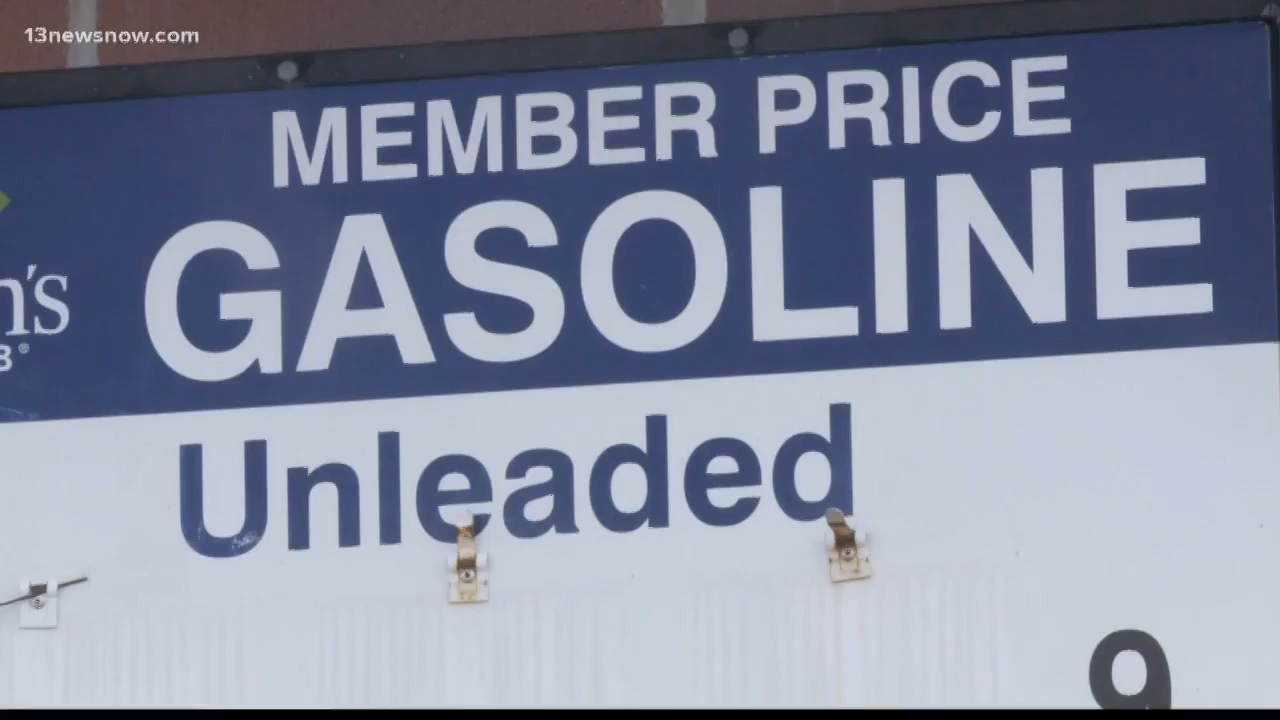 13newsnow.com
MEMBER PRICE
GASOLINE
n's
B®
Unleaded
9